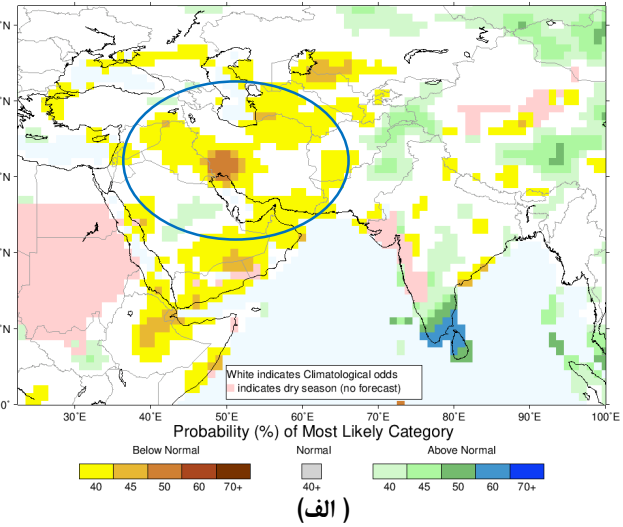 °N
°N
°N
°N
°N
0°
White indicates Climatological odds
indicates dry season (no forecast)
30°E 40°E 50°E 60°E 70°E 80°E 90°E 100°E
Probability (%) of Most Likely Category
Below Normal Normal Above Normal
40 45 50 60 70+ 40+ 40 45 50 60 70+
( الف)